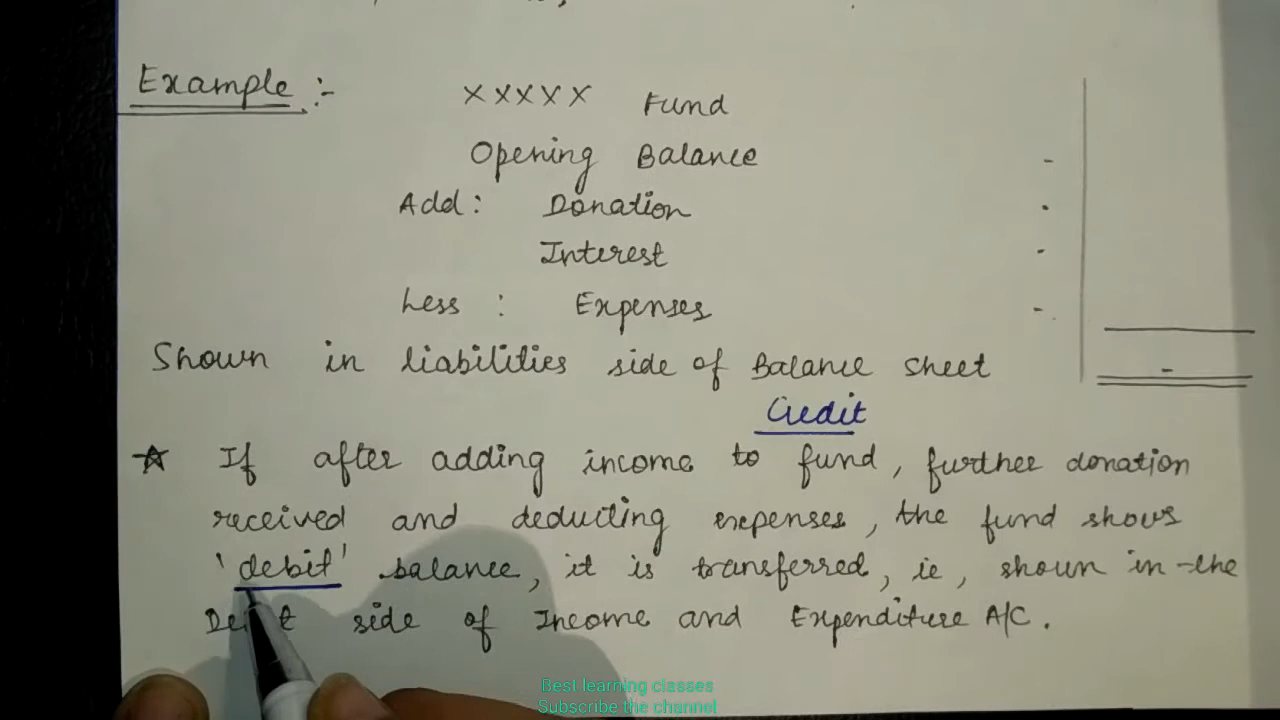 Example :-
XXXXX Fund
Opening Balance -
Add: Donation .
Interest -
Less : Expenses -
Shown in liabilities side of Balance Sheet -
Credit
☆ If after adding income to fund, further donation
received and deducting expenses, the fund shows
'debit' balance, it is transferred, ie, shown in the
side of Income and Expenditure A/C.
Best learning classes
Subscribe the channel